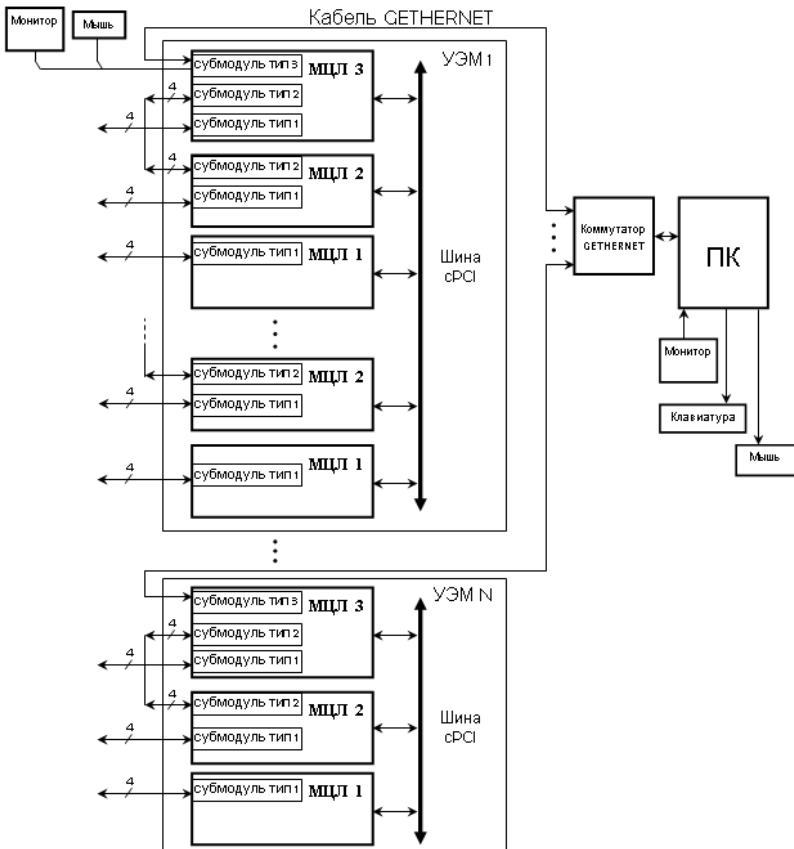 Кабель GETHERNET
Монитор
Мышь
УЭМ 1
субмодуль тип 3
МЦЛ 3
4
субмодуль тип 2
4
субмодуль тип 1
4
субмодуль тип 2
МЦЛ 2
4
субмодуль тип 1
4
субмодуль тип 1
МЦЛ 1
Шина
cPCI
Коммутатор
GETHERNET
ПК
Монитор
Клавиатура
Мышь
субмодуль тип 2
МЦЛ 2
4
субмодуль тип 1
4
субмодуль тип 1
МЦЛ 1
УЭМ N
субмодуль тип 3
МЦЛ 3
4
субмодуль тип 2
4
субмодуль тип 1
4
субмодуль тип 2
МЦЛ 2
4
субмодуль тип 1
Шина
cPCI
4
субмодуль тип 1
МЦЛ 1